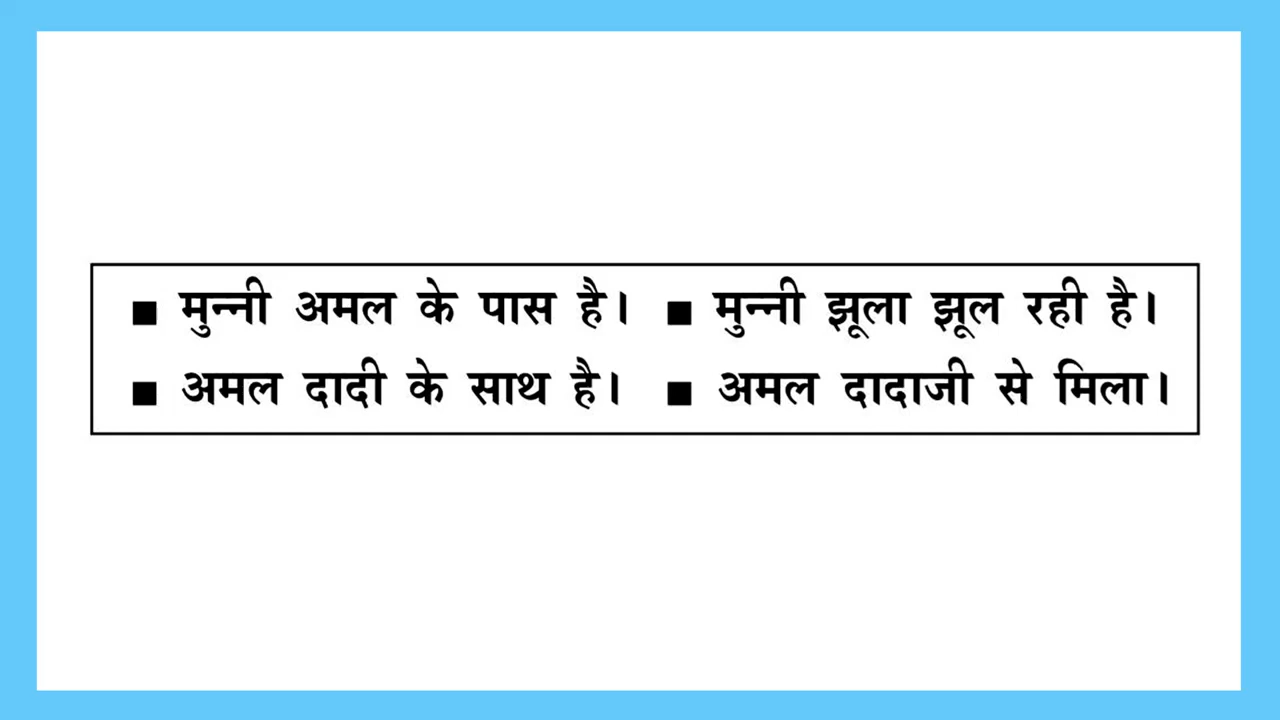 ■ मुन्नी अमल के पास है। ■ मुन्नी झूला झूल रही है।
■ अमल दादी के साथ है। ■ अमल दादाजी से मिला।